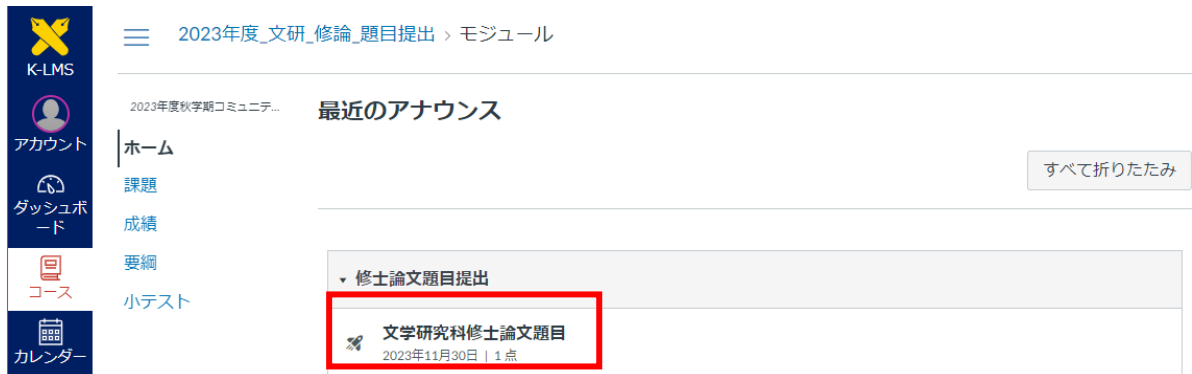 K-LMS
アカウント
ダッシュボ
ード
コース
カレンダー
2023年度_文研_修論_題目提出 › モジュール
2023年度秋学期コミュニテ...
ホーム
課題
成績
要綱
小テスト
最近のアナウンス
すべて折りたたみ
修士論文題目提出
文学研究科修士論文題目
2023年11月30日 | 1 点